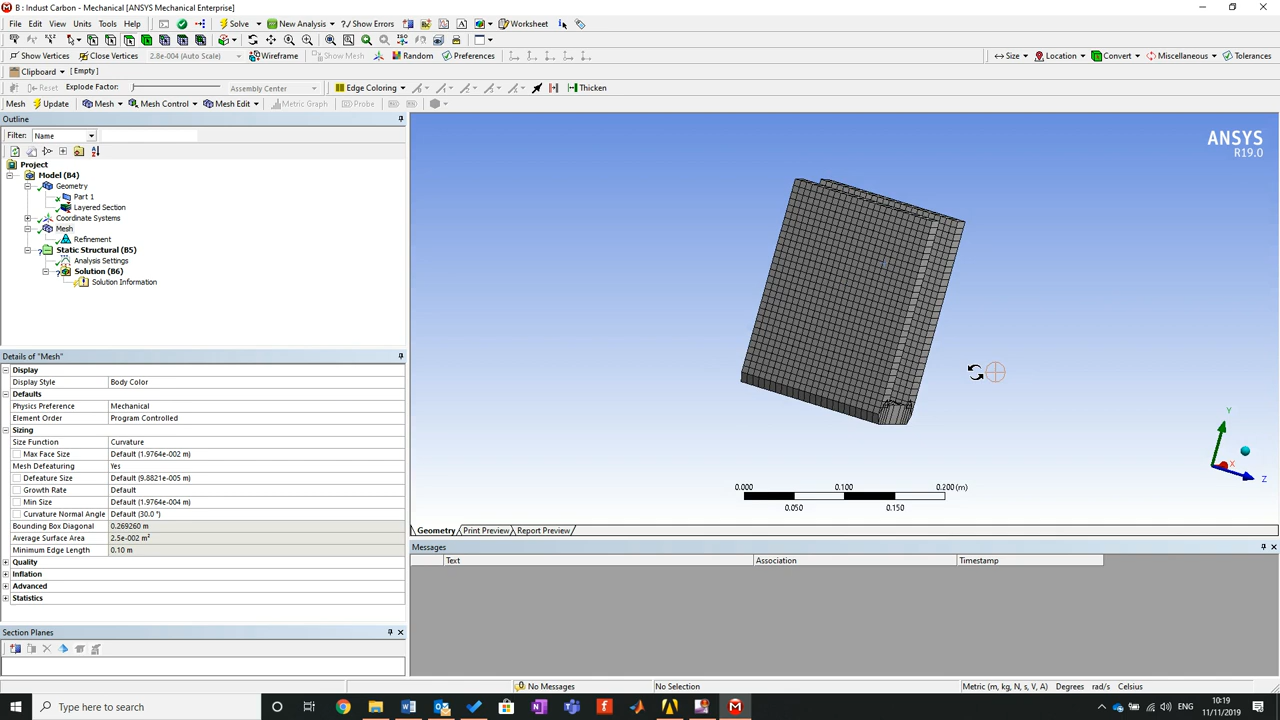 B : Indust Carbon - Mechanical [ANSYS Mechanical Enterprise]
File Edit View Units Tools Help Solve New Analysis ?/ Show Errors Worksheet
Show Vertices Close Vertices 2.8e-004 (Auto Scale) Wireframe Show Mesh Random Preferences Size Location Convert Miscellaneous Tolerances
Clipboard [ Empty ]
Reset Explode Factor: Assembly Center Edge Coloring Thicken
Mesh Update Mesh Mesh Control Mesh Edit Metric Graph Probe
Outline
Filter: Name
Project
Model (B4)
Geometry
Part 1
Layered Section
Coordinate Systems
Mesh
Refinement
Static Structural (B5)
Analysis Settings
Solution (B6)
Solution Information
Details of "Mesh"
Display
Display Style Body Color
Defaults
Physics Preference Mechanical
Element Order Program Controlled
Sizing
Size Function Curvature
Max Face Size Default (1.9764e-002 m)
Mesh Defeaturing Yes
Defeature Size Default (9.8821e-005 m)
Growth Rate Default
Min Size Default (1.9764e-004 m)
Curvature Normal Angle Default (30.0 °)
Bounding Box Diagonal 0.269260 m
Average Surface Area 2.5e-002 m²
Minimum Edge Length 0.10 m
Quality
Inflation
Advanced
Statistics
Section Planes
ANSYS
R19.0
Y
X
Z
0.000 0.100 0.200 (m)
0.050 0.150
Geometry Print Preview Report Preview
Messages
Text Association Timestamp
No Messages No Selection Metric (m, kg, N, s, V, A) Degrees rad/s Celsius
Type here to search
ENG
10:19
11/11/2019